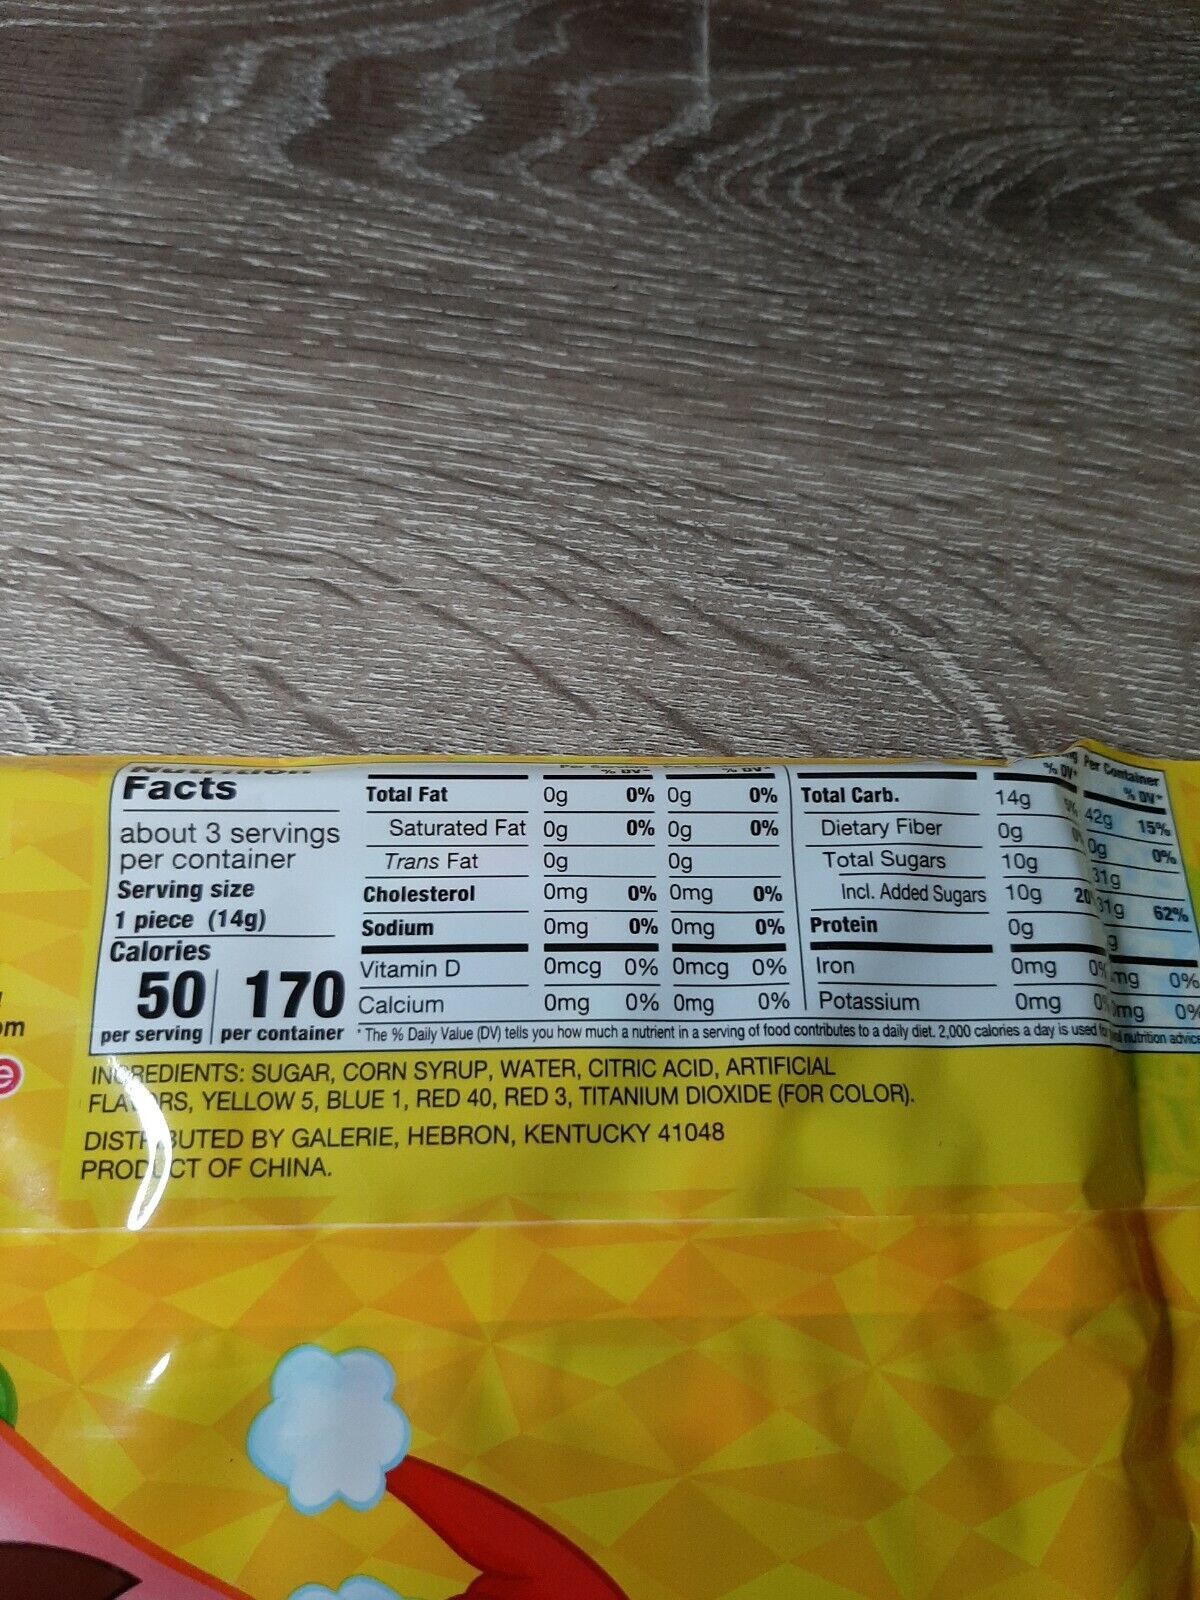 Nutrition
Facts
about 3 servings
per container
Serving size
1 piece (14g)
Calories
50 170
per serving per container
% DV* % DV*
Total Fat 0g 0% 0g 0%
Saturated Fat 0g 0% 0g 0%
Trans Fat 0g 0g
Cholesterol 0mg 0% 0mg 0%
Sodium 0mg 0% 0mg 0%
Vitamin D 0mcg 0% 0mcg 0%
Calcium 0mg 0% 0mg 0%
Per Container
% DV* % DV*
Total Carb. 14g 42g 15%
Dietary Fiber 0g 0g 0%
Total Sugars 10g 31g
Incl. Added Sugars 10g 31g 62%
Protein 0g
Iron 0mg 0%
Potassium 0mg 0%
* The % Daily Value (DV) tells you how much a nutrient in a serving of food contributes to a daily diet. 2,000 calories a day is used nutrition advice
INGREDIENTS: SUGAR, CORN SYRUP, WATER, CITRIC ACID, ARTIFICIAL
FLAVORS, YELLOW 5, BLUE 1, RED 40, RED 3, TITANIUM DIOXIDE (FOR COLOR).
DISTRIBUTED BY GALERIE, HEBRON, KENTUCKY 41048
PRODUCT OF CHINA.